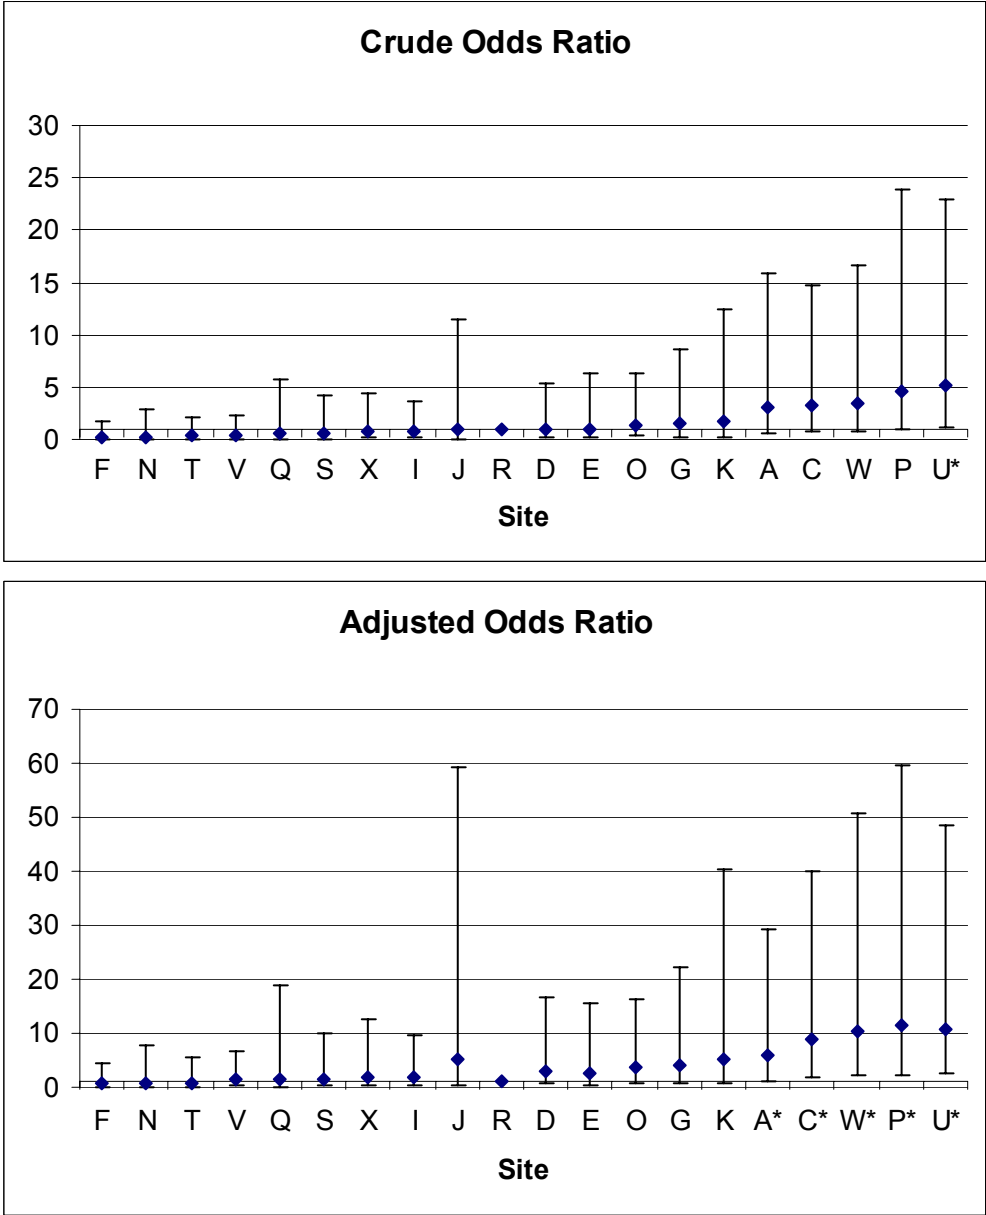 Crude Odds Ratio
30
25
20
15
10
5
0
F N T V Q S X I J R D E O G K A C W P U*
Site
Adjusted Odds Ratio
70
60
50
40
30
20
10
0
F N T V Q S X I J R D E O G K A* C* W* P* U*
Site